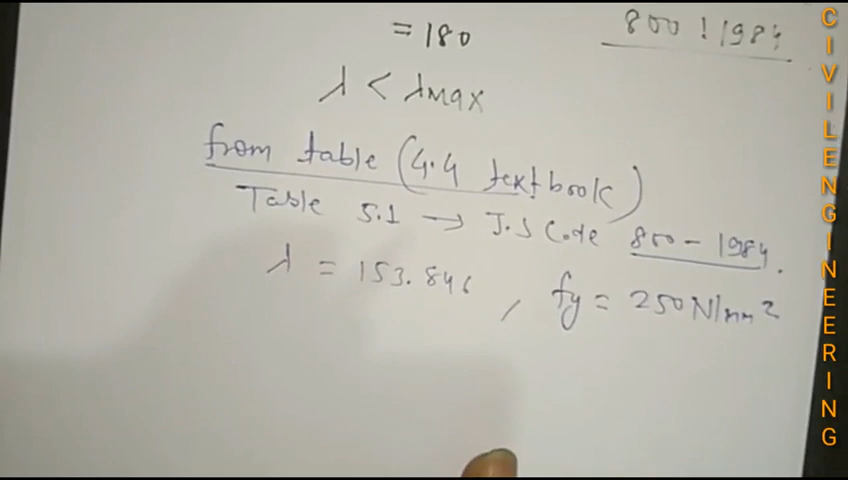 = 180
800 : 1984
λ < λmax
from table (4.4 textbook)
Table 5.1 → I.S Code 800 - 1984.
λ = 153.846 , fy = 250 N/mm2
CIVIL ENGINEERING